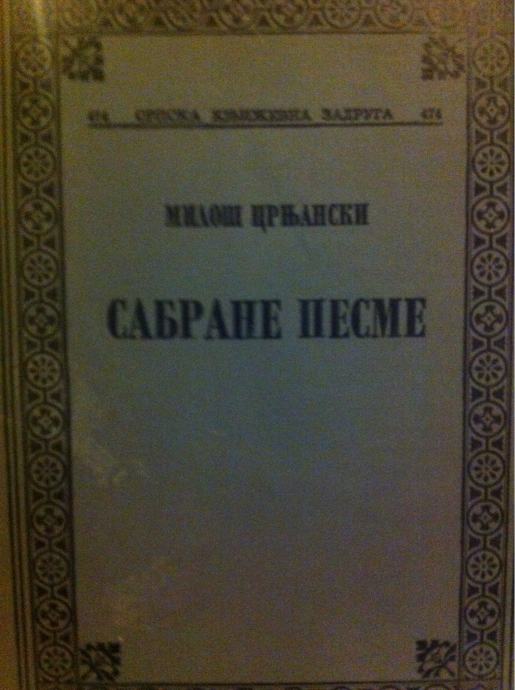 474 СРПСКА КЊИЖЕВНА ЗАДРУГА 474
МИЛОШ ЦРЊАНСКИ
САБРАНЕ ПЕСМЕ